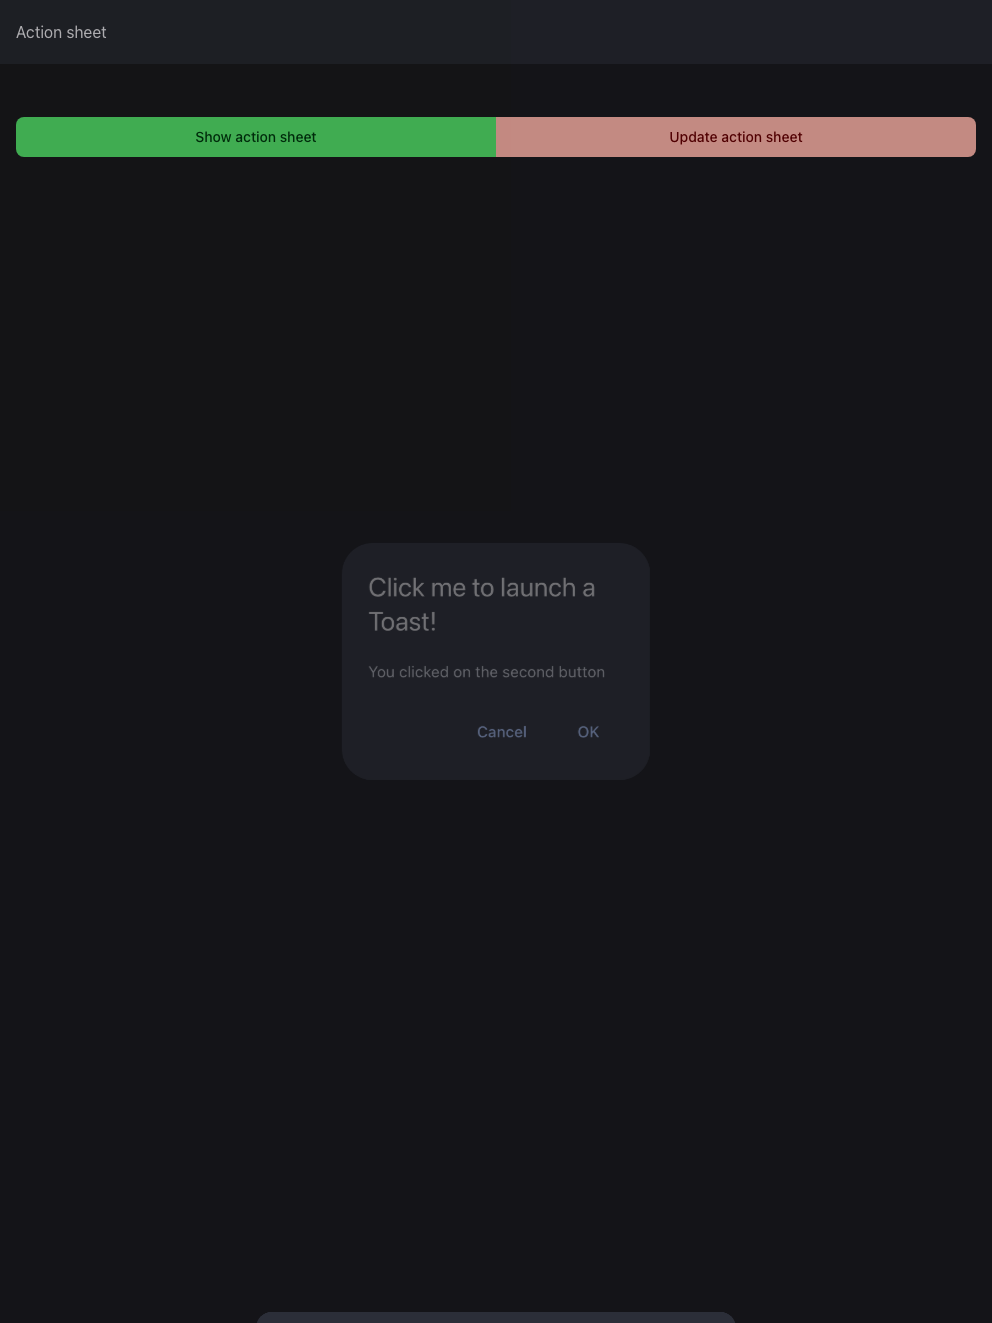 Action sheet
Show action sheet
Update action sheet
Click me to launch a
Toast!
You clicked on the second button
Cancel
OK